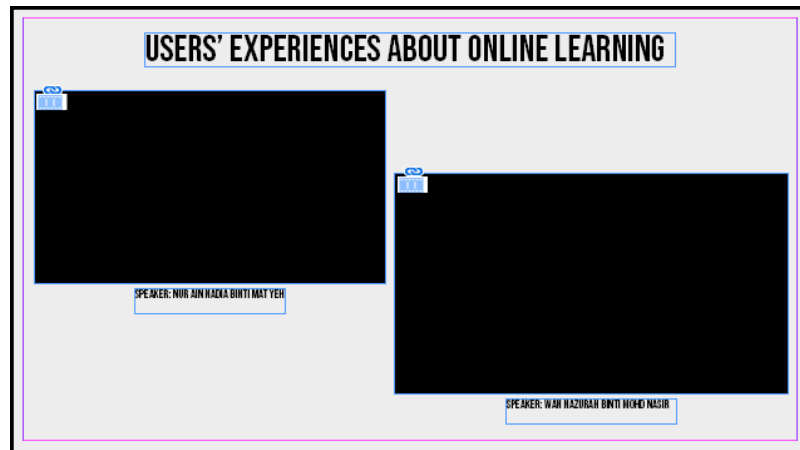 USERS’ EXPERIENCES ABOUT ONLINE LEARNING
SPEAKER: NUR AIN NADIA BINTI MAT YEH
SPEAKER: WAN NAZURAH BINTI MOHD NASIR